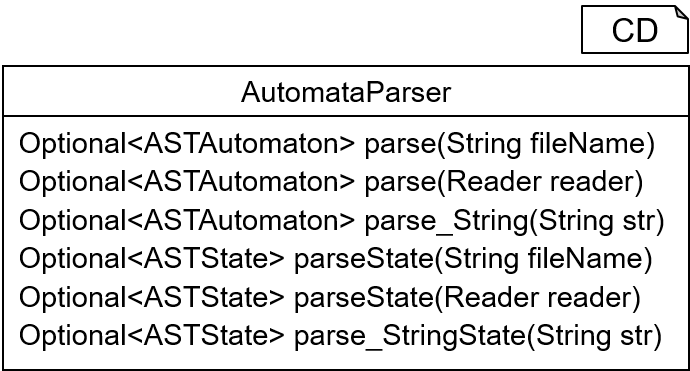 CD
AutomataParser
Optional<ASTAutomaton> parse(String fileName)
Optional<ASTAutomaton> parse(Reader reader)
Optional<ASTAutomaton> parse_String(String str)
Optional<ASTState> parseState(String fileName)
Optional<ASTState> parseState(Reader reader)
Optional<ASTState> parse_StringState(String str)